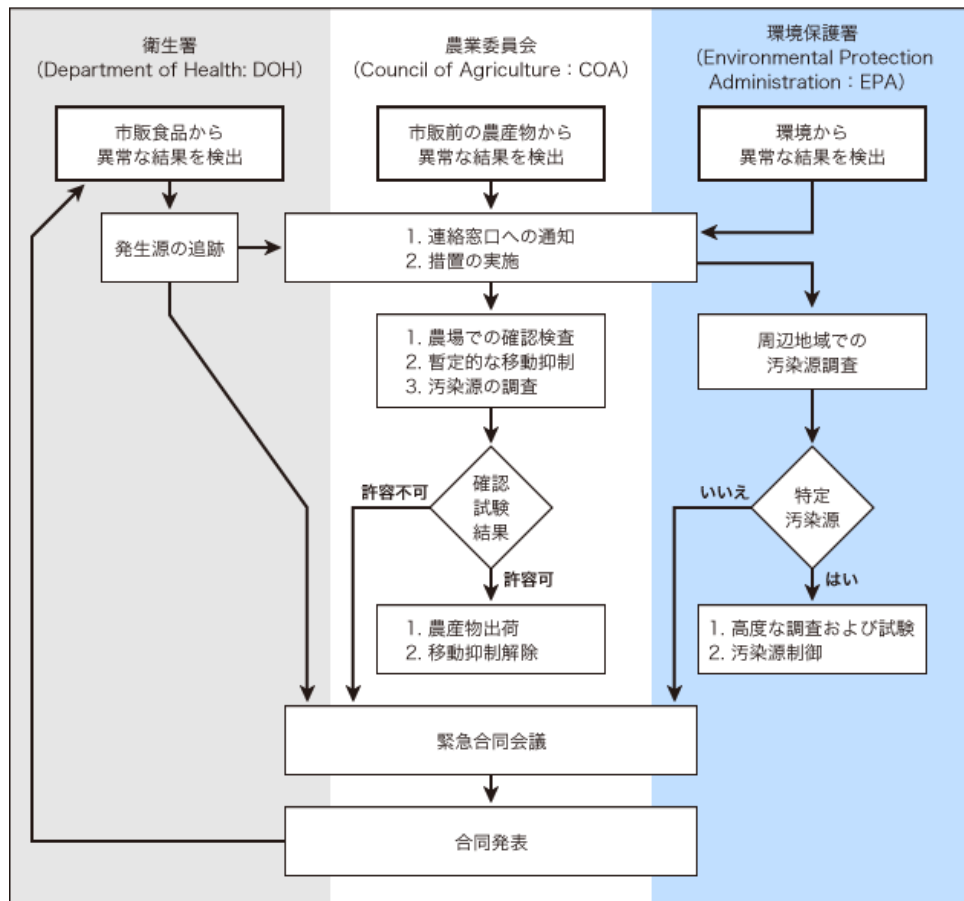 衛生署
(Department of Health: DOH)
農業委員会
(Council of Agriculture：COA)
環境保護署
(Environmental Protection
Administration：EPA)
市販食品から
異常な結果を検出
市販前の農産物から
異常な結果を検出
環境から
異常な結果を検出
発生源の追跡
1. 連絡窓口への通知
2. 措置の実施
1. 農場での確認検査
2. 暫定的な移動抑制
3. 汚染源の調査
周辺地域での
汚染源調査
許容不可
確認
試験
結果
いいえ
特定
汚染源
許容可
はい
1. 農産物出荷
2. 移動抑制解除
1. 高度な調査および試験
2. 汚染源制御
緊急合同会議
合同発表